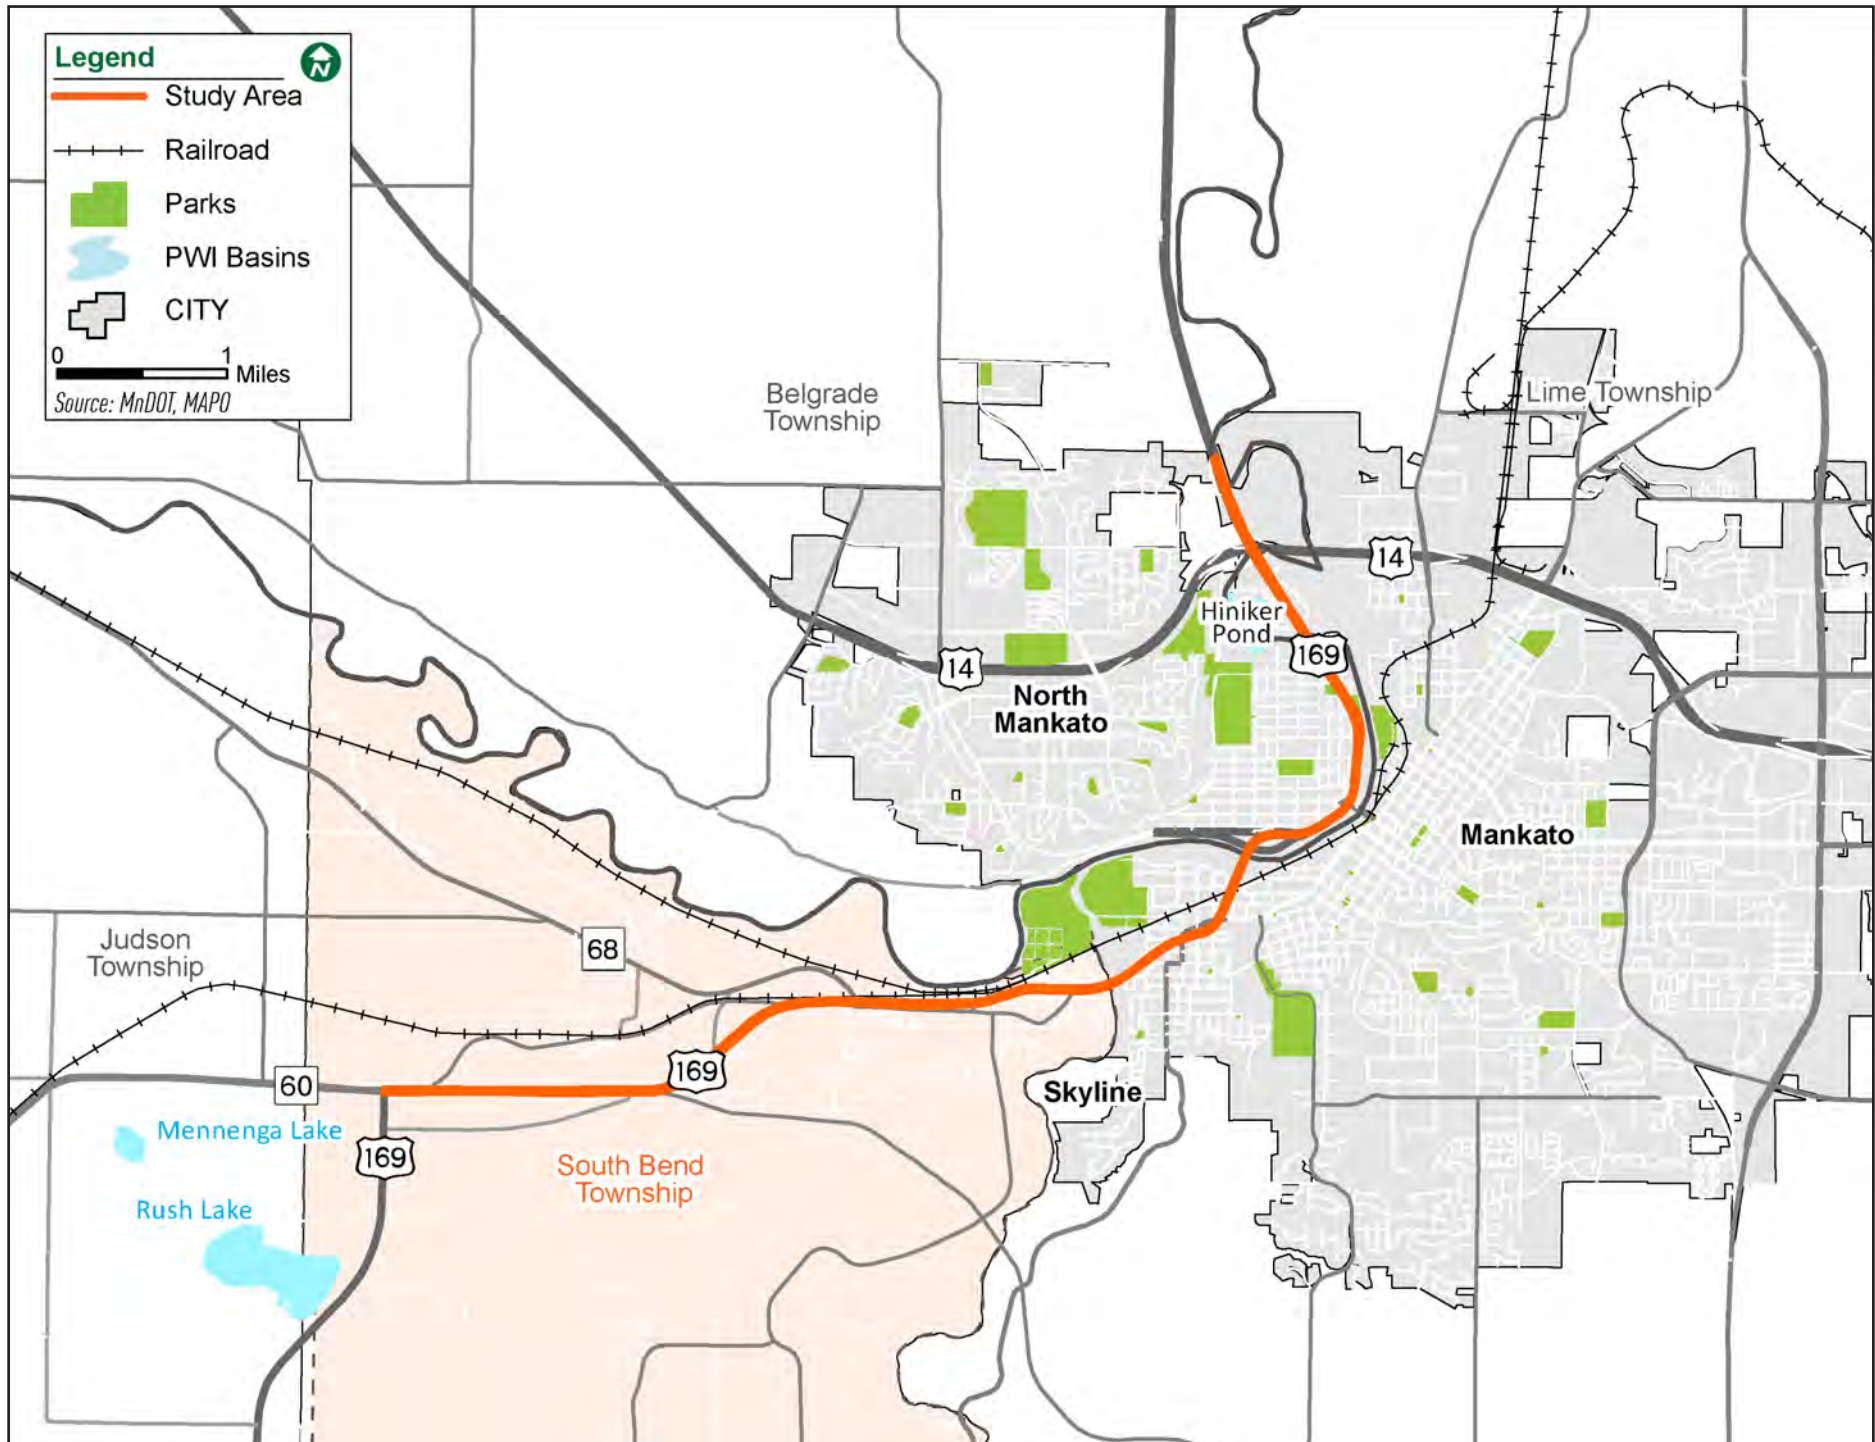 Legend
N
Study Area
Railroad
Parks
PWI Basins
CITY
0 1
Miles
Source: MnDOT, MAPO
Belgrade
Township
Lime Township
14
Hiniker
Pond
169
14
North
Mankato
Mankato
Judson
Township
68
169
60
Skyline
Mennenga Lake
169
South Bend
Township
Rush Lake